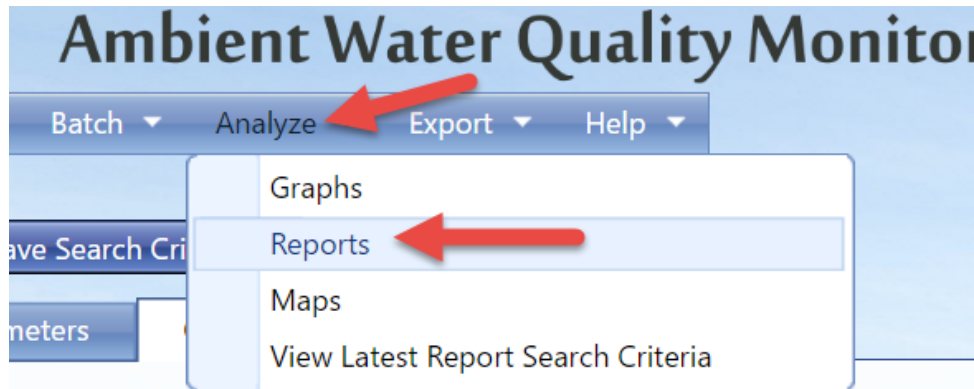 Ambient Water Quality Monitor
Batch Analyze Export Help
Graphs
ave Search Cri
Reports
Maps
meters
View Latest Report Search Criteria